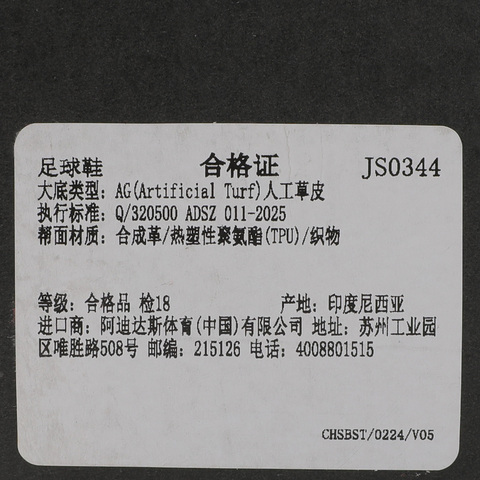 足球鞋 合格证 JS0344
大底类型: AG(Artificial Turf)人工草皮
执行标准: Q/320500 ADSZ 011-2025
帮面材质: 合成革/热塑性聚氨酯(TPU)/织物
等级: 合格品 检18 产地: 印度尼西亚
进口商: 阿迪达斯体育(中国)有限公司 地址: 苏州工业园
区唯胜路508号 邮编: 215126 电话: 4008801515
CHSBST/0224/V05